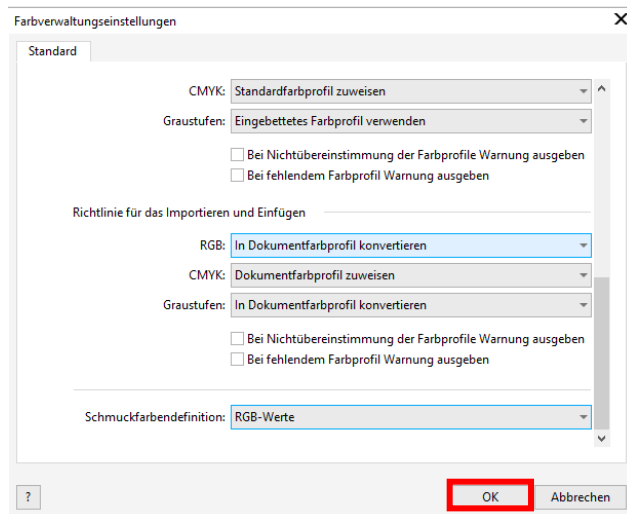 Farbverwaltungseinstellungen X
Standard
CMYK: Standardfarbprofil zuweisen
Graustufen: Eingebettetes Farbprofil verwenden
Bei Nichtübereinstimmung der Farbprofile Warnung ausgeben
Bei fehlendem Farbprofil Warnung ausgeben
Richtlinie für das Importieren und Einfügen
RGB: In Dokumentfarbprofil konvertieren
CMYK: Dokumentfarbprofil zuweisen
Graustufen: In Dokumentfarbprofil konvertieren
Bei Nichtübereinstimmung der Farbprofile Warnung ausgeben
Bei fehlendem Farbprofil Warnung ausgeben
Schmuckfarbendefinition: RGB-Werte
? OK Abbrechen